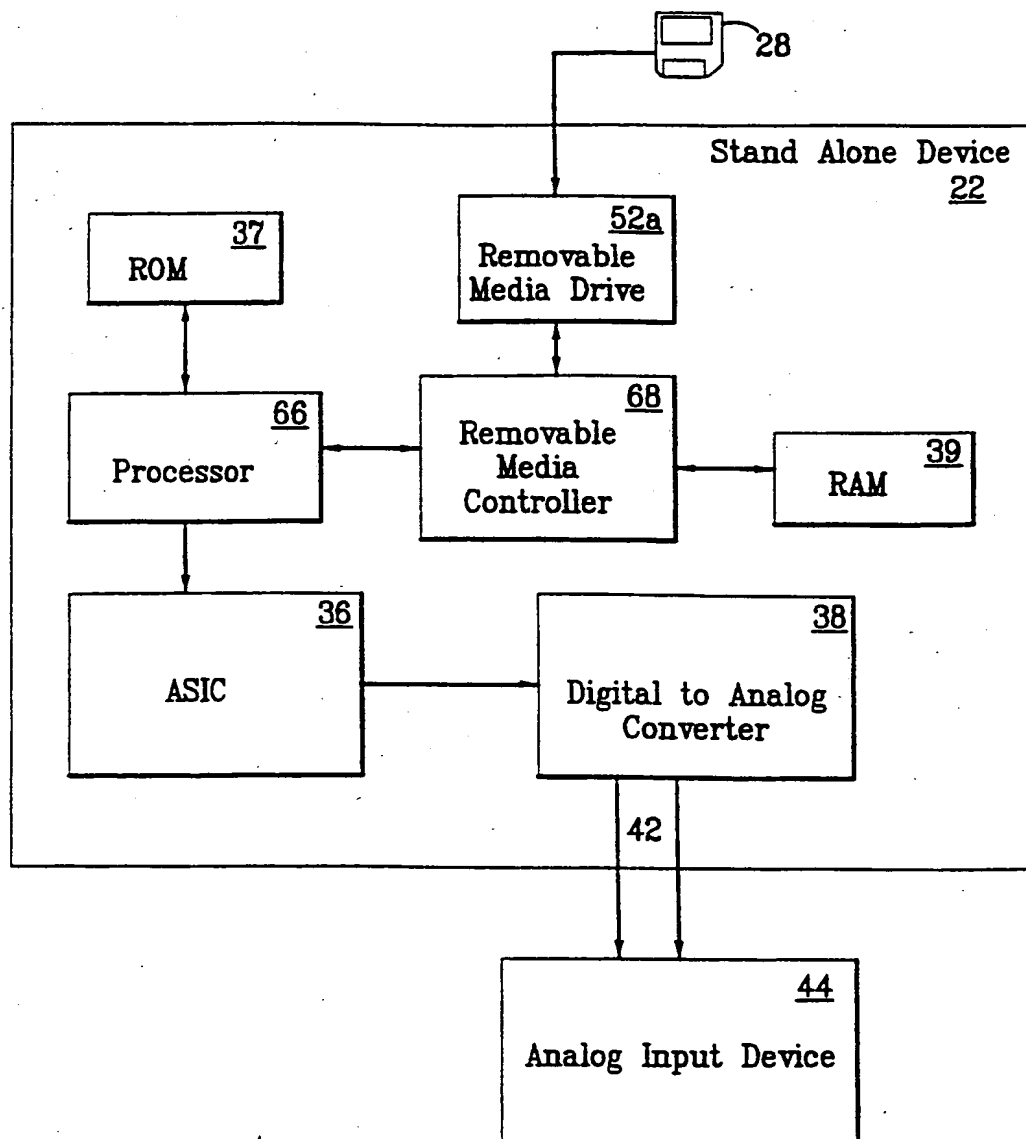 28
Stand Alone Device
22
52a
Removable
Media Drive
37
ROM
66
Processor
68
Removable
Media
Controller
39
RAM
36
ASIC
38
Digital to Analog
Converter
42
44
Analog Input Device